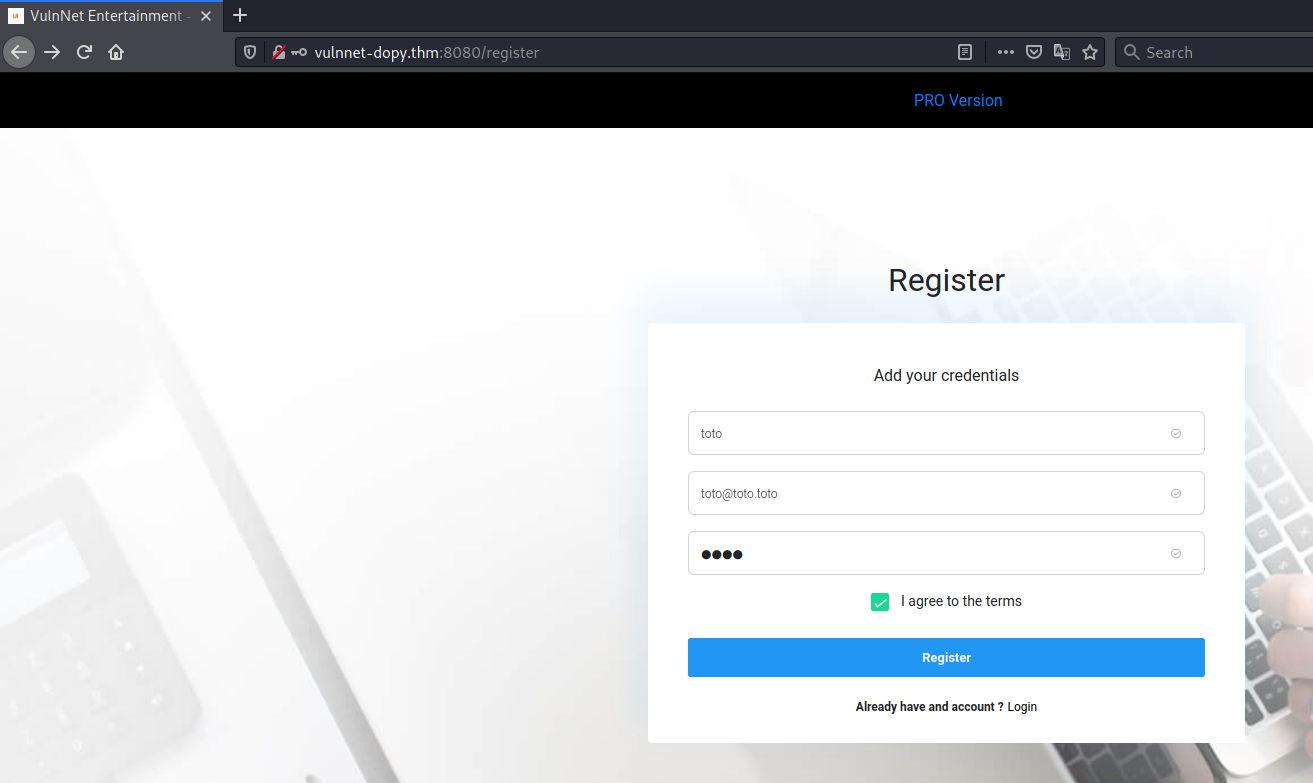 VulnNet Entertainment -
vulnnet-dopy.thm:8080/register
Search
PRO Version
Register
Add your credentials
toto
toto@toto.toto
●●●●
I agree to the terms
Register
Already have and account ? Login